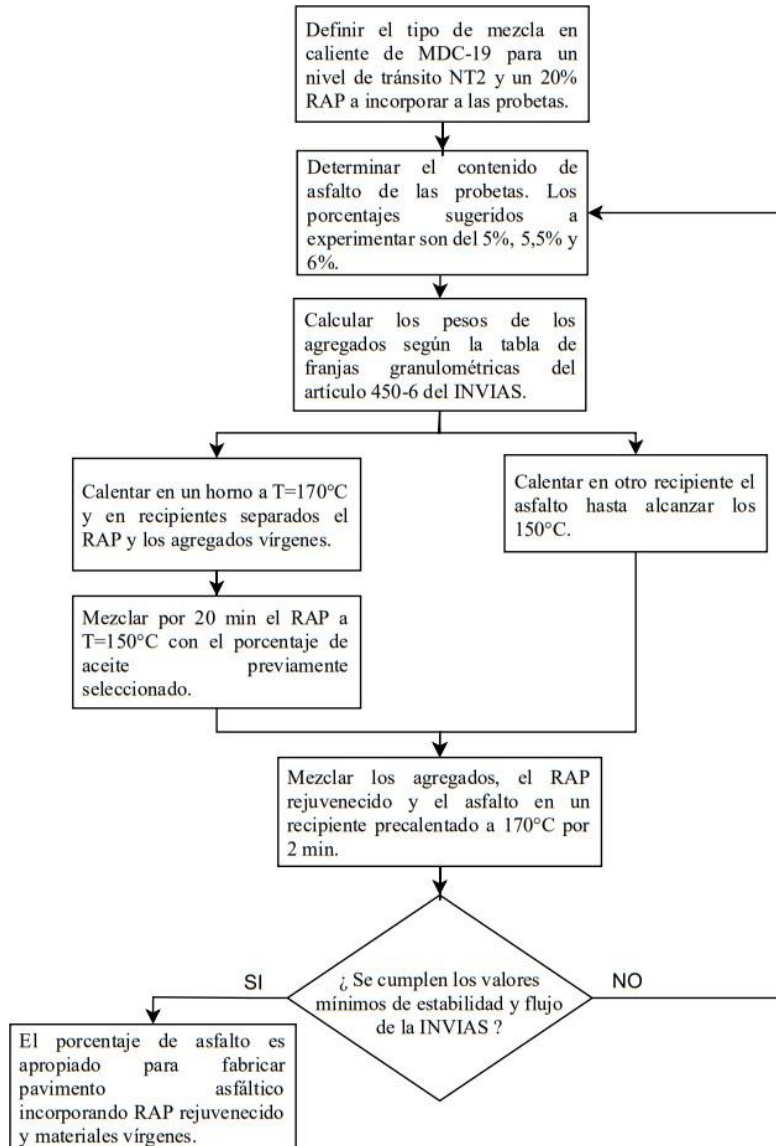 Definir el tipo de mezcla en
caliente de MDC-19 para un
nivel de tránsito NT2 y un 20%
RAP a incorporar a las probetas.
Determinar el contenido de
asfalto de las probetas. Los
porcentajes sugeridos a
experimentar son del 5%, 5,5% y
6%.
Calcular los pesos de los
agregados según la tabla de
franjas granulométricas del
artículo 450-6 del INVIAS.
Calentar en un horno a T=170°C
y en recipientes separados el
RAP y los agregados vírgenes.
Calentar en otro recipiente el
asfalto hasta alcanzar los
150°C.
Mezclar por 20 min el RAP a
T=150°C con el porcentaje de
aceite previamente
seleccionado.
Mezclar los agregados, el RAP
rejuvenecido y el asfalto en un
recipiente precalentado a 170°C por
2 min.
¿ Se cumplen los valores
mínimos de estabilidad y flujo
de la INVIAS ?
SI
NO
El porcentaje de asfalto es
apropiado para fabricar
pavimento asfáltico
incorporando RAP rejuvenecido
y materiales vírgenes.